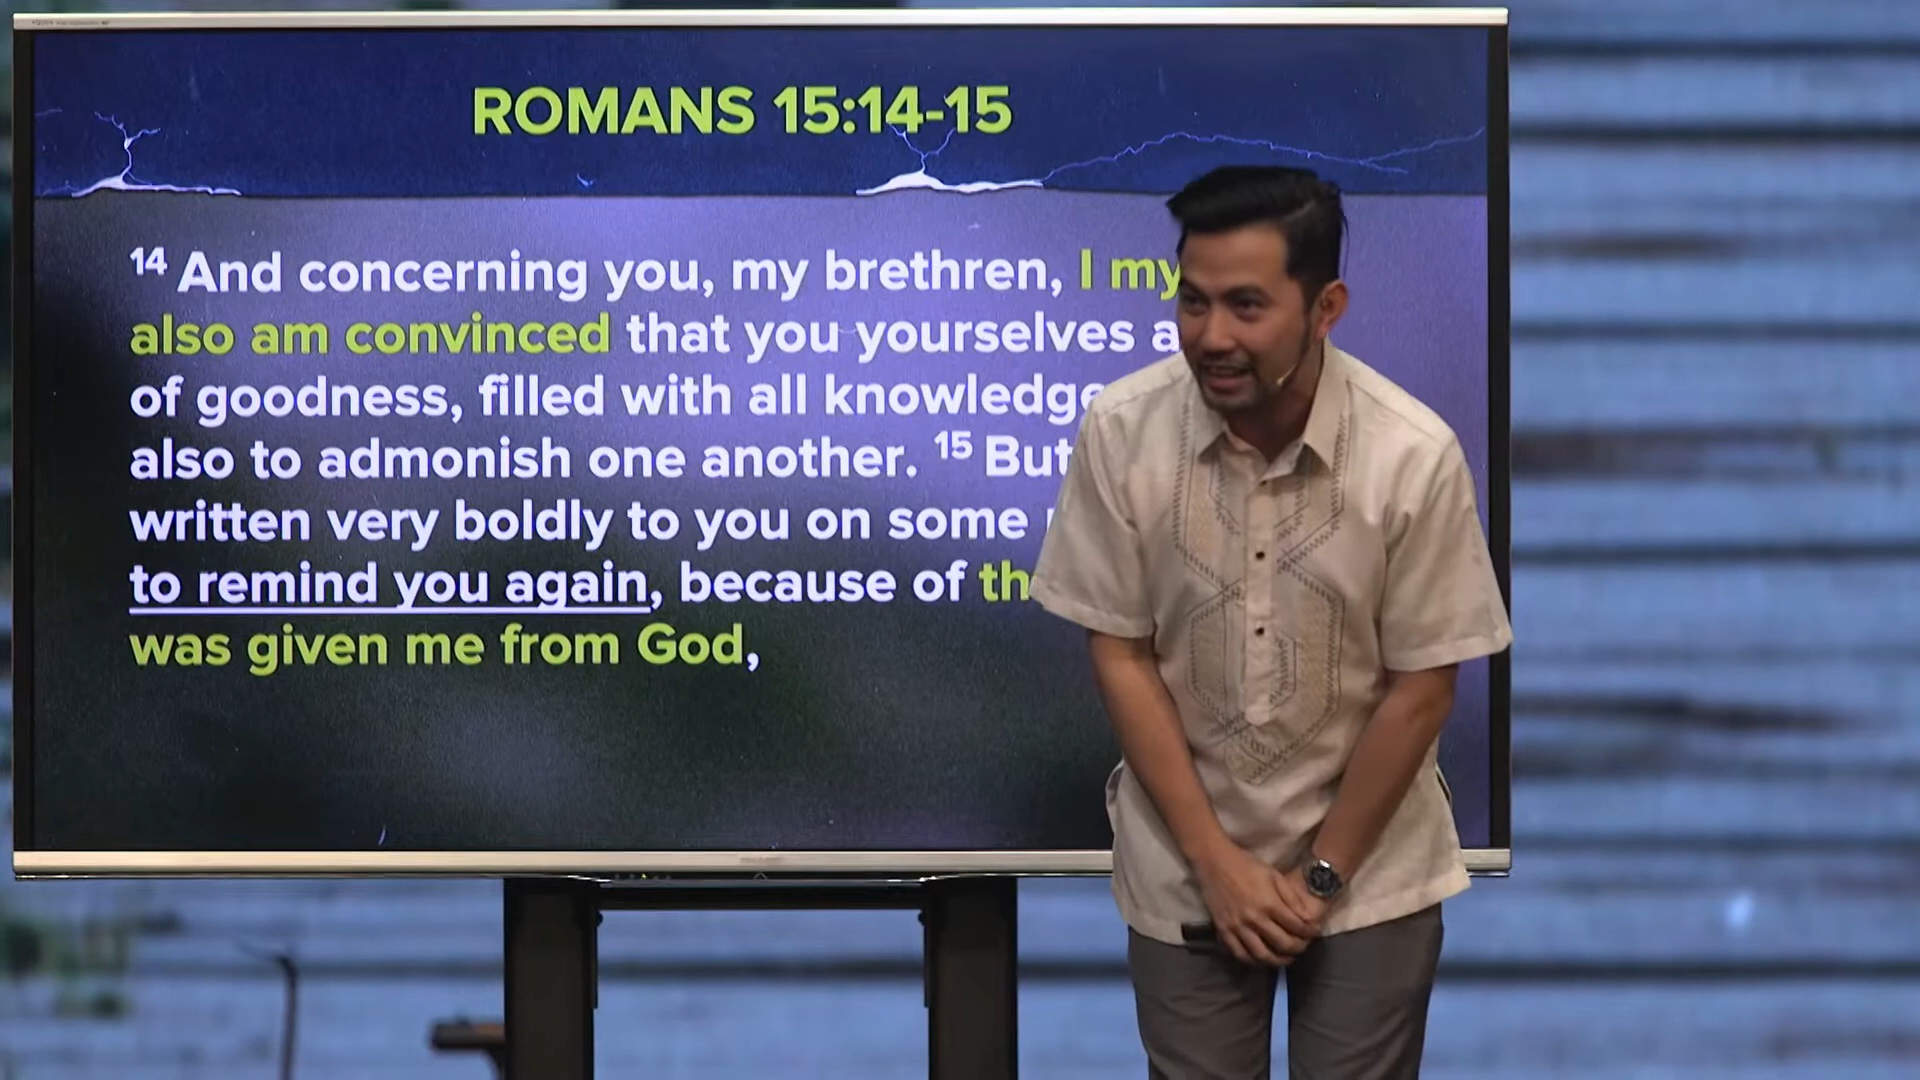 ROMANS 15:14-15
14 And concerning you, my brethren, I my
also am convinced that you yourselves a
of goodness, filled with all knowledge
also to admonish one another. 15 But
written very boldly to you on some
to remind you again, because of th
was given me from God,